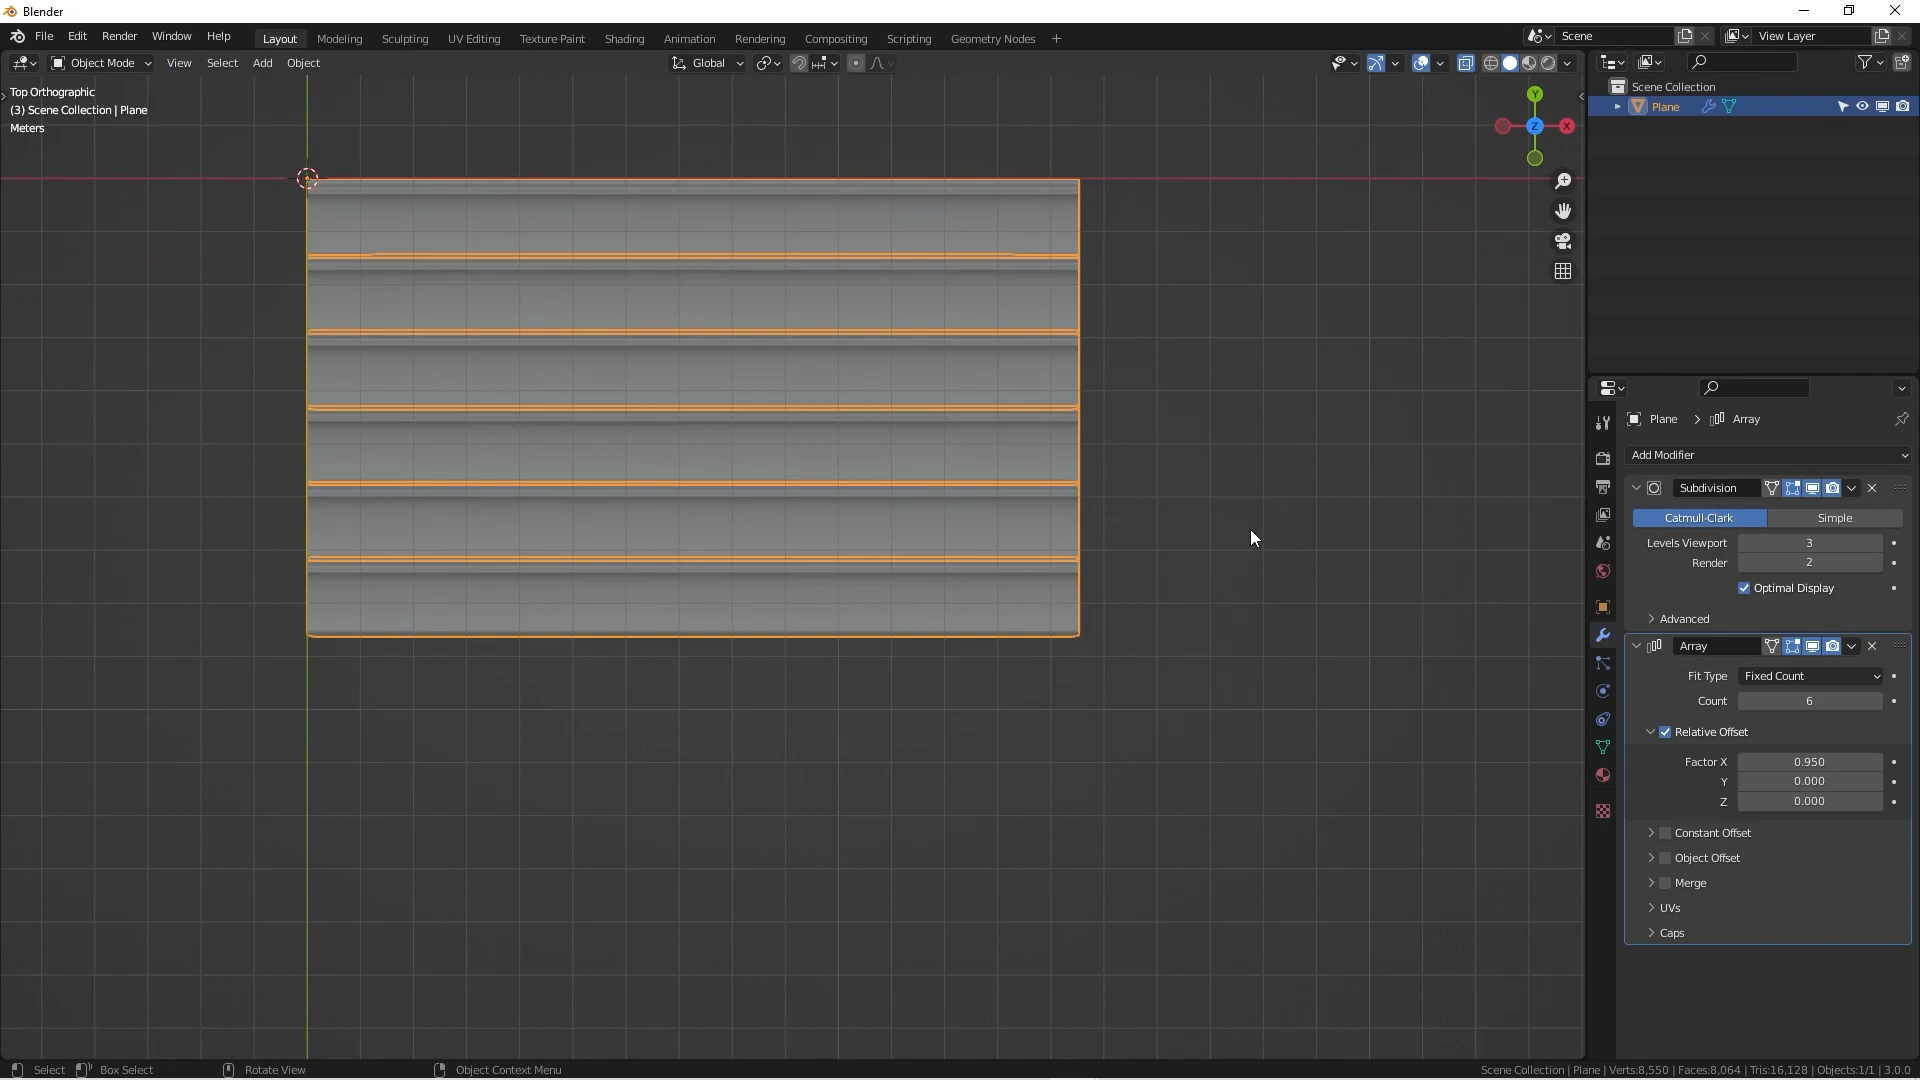 Blender
File Edit Render Window Help Layout Modeling Sculpting UV Editing Texture Paint Shading Animation Rendering Compositing Scripting Geometry Nodes + Scene View Layer
Object Mode View Select Add Object Global
Top Orthographic
(3) Scene Collection | Plane
Meters
Y
Z X
Scene Collection
Plane
Plane > Array
Add Modifier
Subdivision
Catmull-Clark Simple
Levels Viewport 3
Render 2
Optimal Display
Advanced
Array
Fit Type Fixed Count
Count 6
Relative Offset
Factor X 0.950
Y 0.000
Z 0.000
Constant Offset
Object Offset
Merge
UVs
Caps
Select Box Select Rotate View Object Context Menu Scene Collection | Plane | Verts:8,550 | Faces:8,064 | Tris:16,128 | Objects:1/1 | 3.0.0